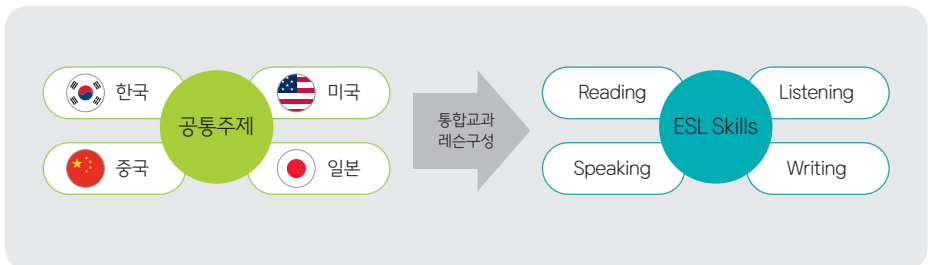 한국
미국
공통주제
중국
일본
통합교과
레슨구성
Reading
Listening
ESL Skills
Speaking
Writing